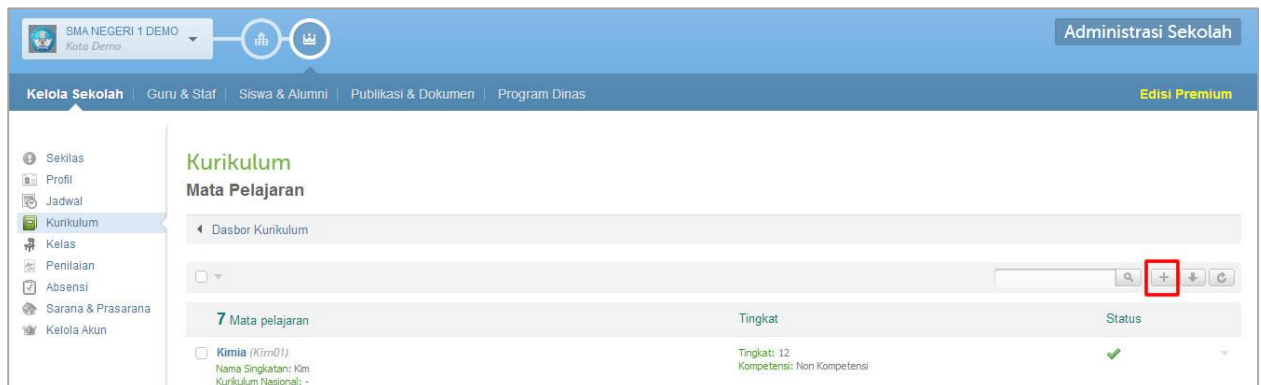 SMA NEGERI 1 DEMO
Kota Demo
Administrasi Sekolah
Kelola Sekolah | Guru & Staf | Siswa & Alumni | Publikasi & Dokumen | Program Dinas
Edisi Premium
Sekilas
Profil
Jadwal
Kurikulum
Kelas
Penilaian
Absensi
Sarana & Prasarana
Kelola Akun
Kurikulum
Mata Pelajaran
Dasbor Kurikulum
7 Mata pelajaran Tingkat Status
Kimia (Kim01)
Nama Singkatan: Kim
Kurikulum Nasional: -
Tingkat: 12
Kompetensi: Non Kompetensi